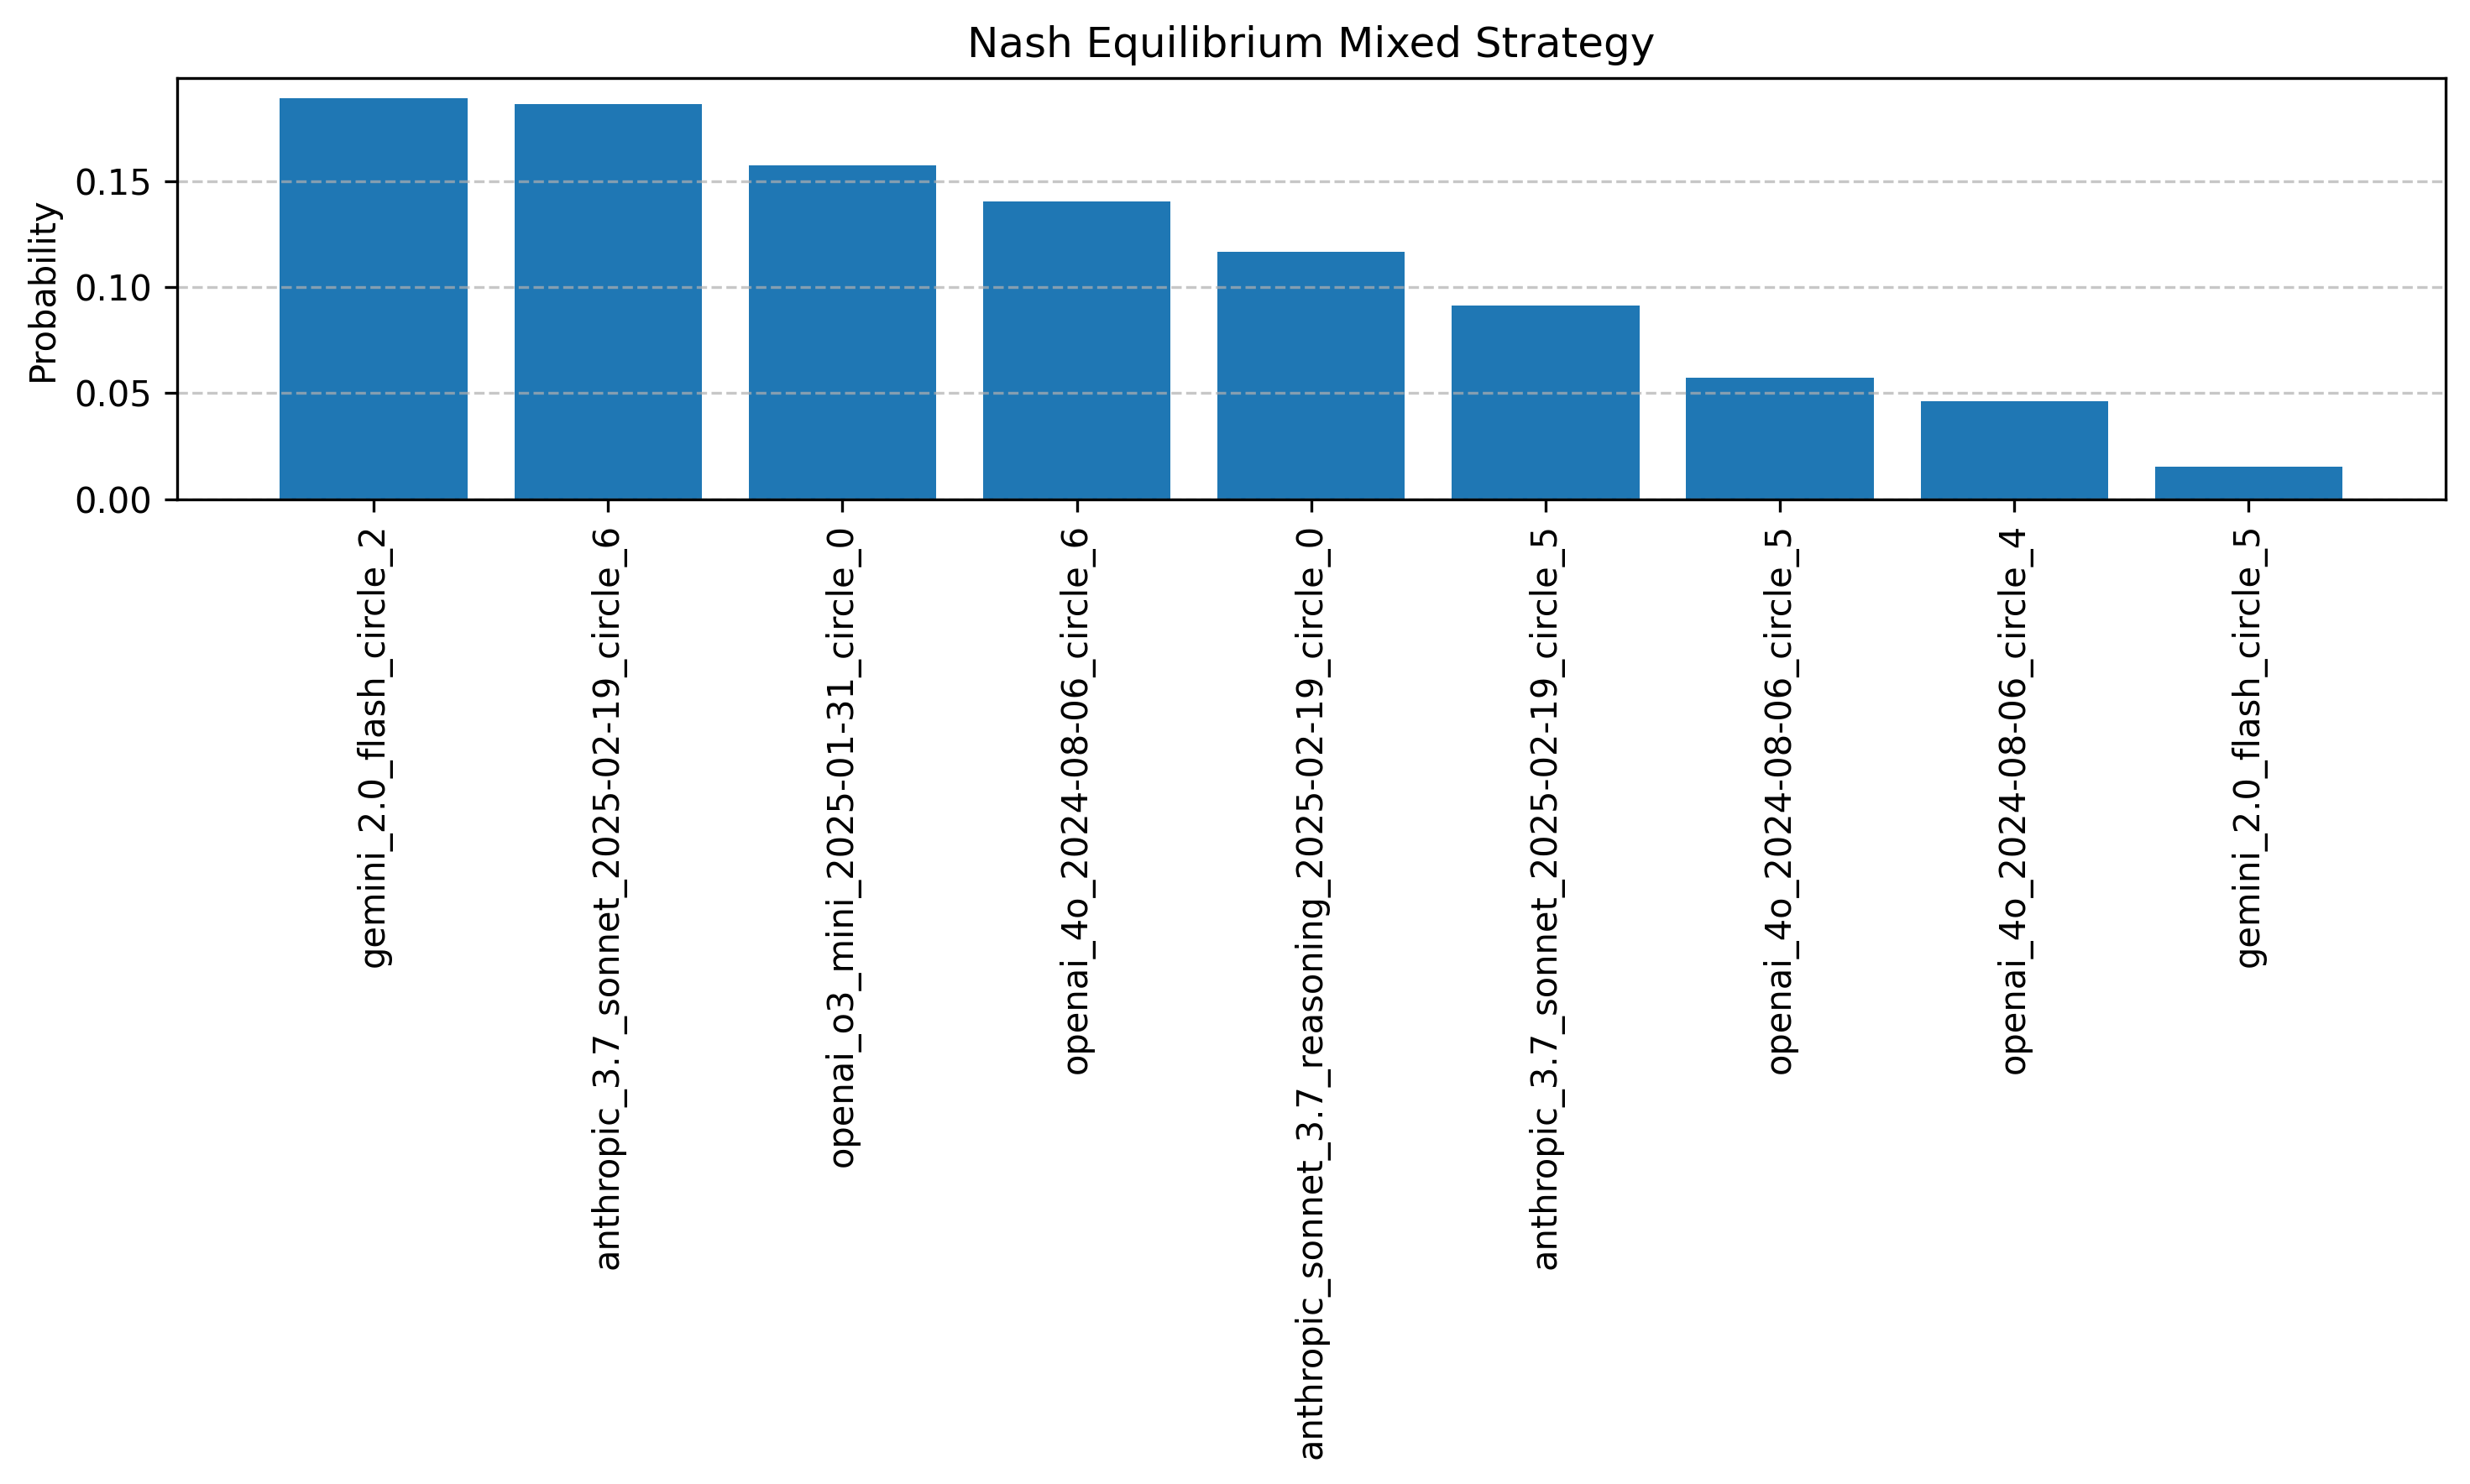 Nash Equilibrium Mixed Strategy
Probability
0.15
0.10
0.05
0.00
gemini_2.0_flash_circle_2
anthropic_3.7_sonnet_2025-02-19_circle_6
openai_o3_mini_2025-01-31_circle_0
openai_4o_2024-08-06_circle_6
anthropic_sonnet_3.7_reasoning_2025-02-19_circle_0
anthropic_3.7_sonnet_2025-02-19_circle_5
openai_4o_2024-08-06_circle_5
openai_4o_2024-08-06_circle_4
gemini_2.0_flash_circle_5